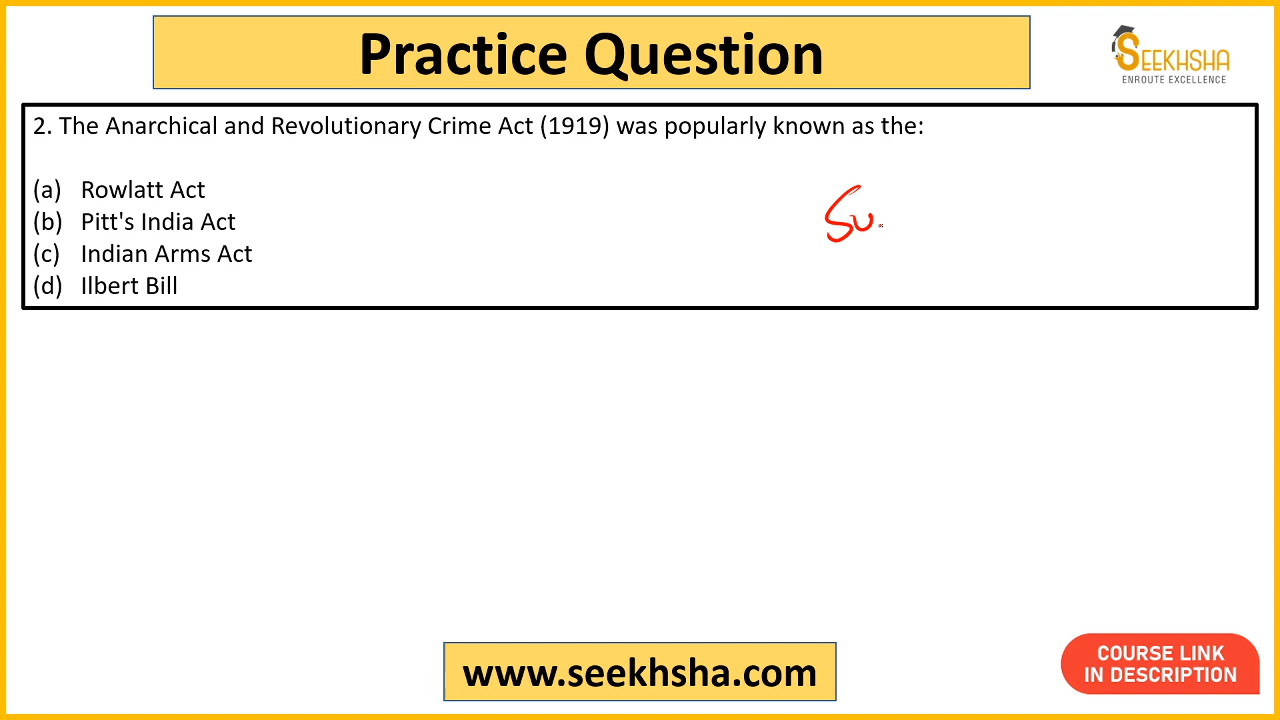 Practice Question
SEEKHSHA
ENROUTE EXCELLENCE
2. The Anarchical and Revolutionary Crime Act (1919) was popularly known as the:
(a) Rowlatt Act
(b) Pitt's India Act
(c) Indian Arms Act
(d) Ilbert Bill
Su
www.seekhsha.com
COURSE LINK
IN DESCRIPTION